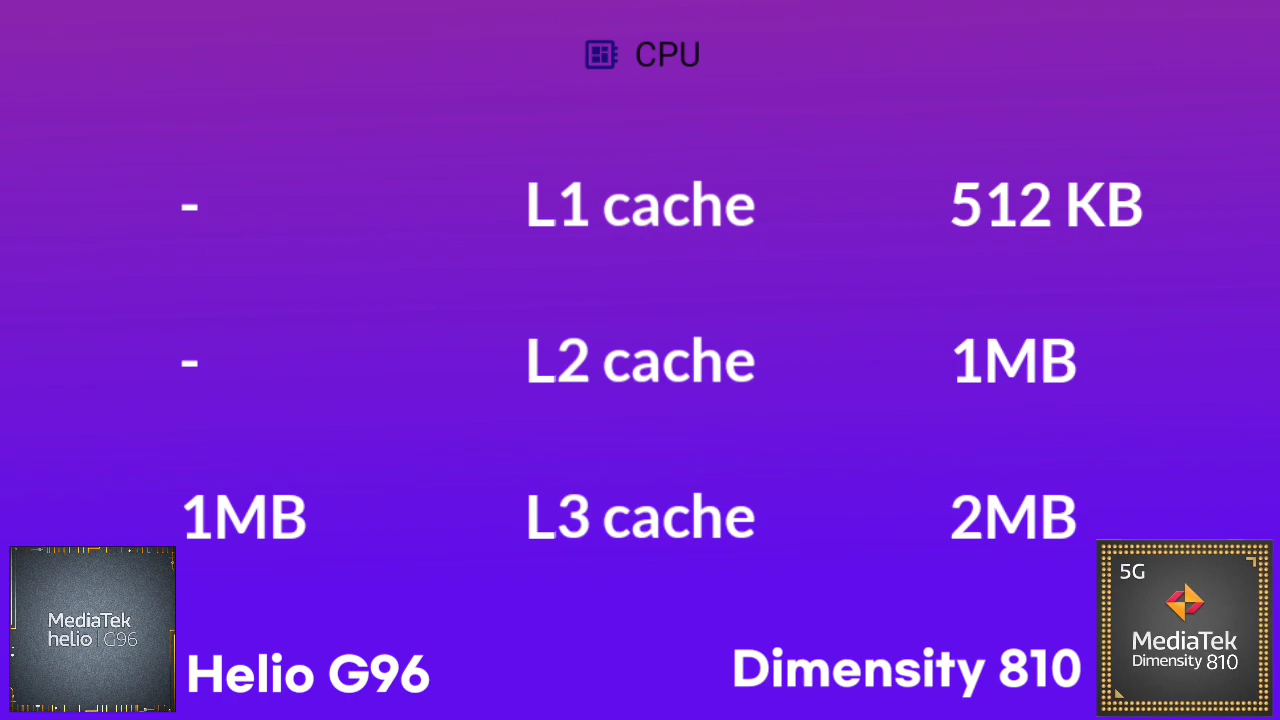 CPU
- L1 cache 512 KB
- L2 cache 1MB
1MB L3 cache 2MB
MediaTek
helio | G96
Helio G96
Dimensity 810
5G
MediaTek
Dimensity 810